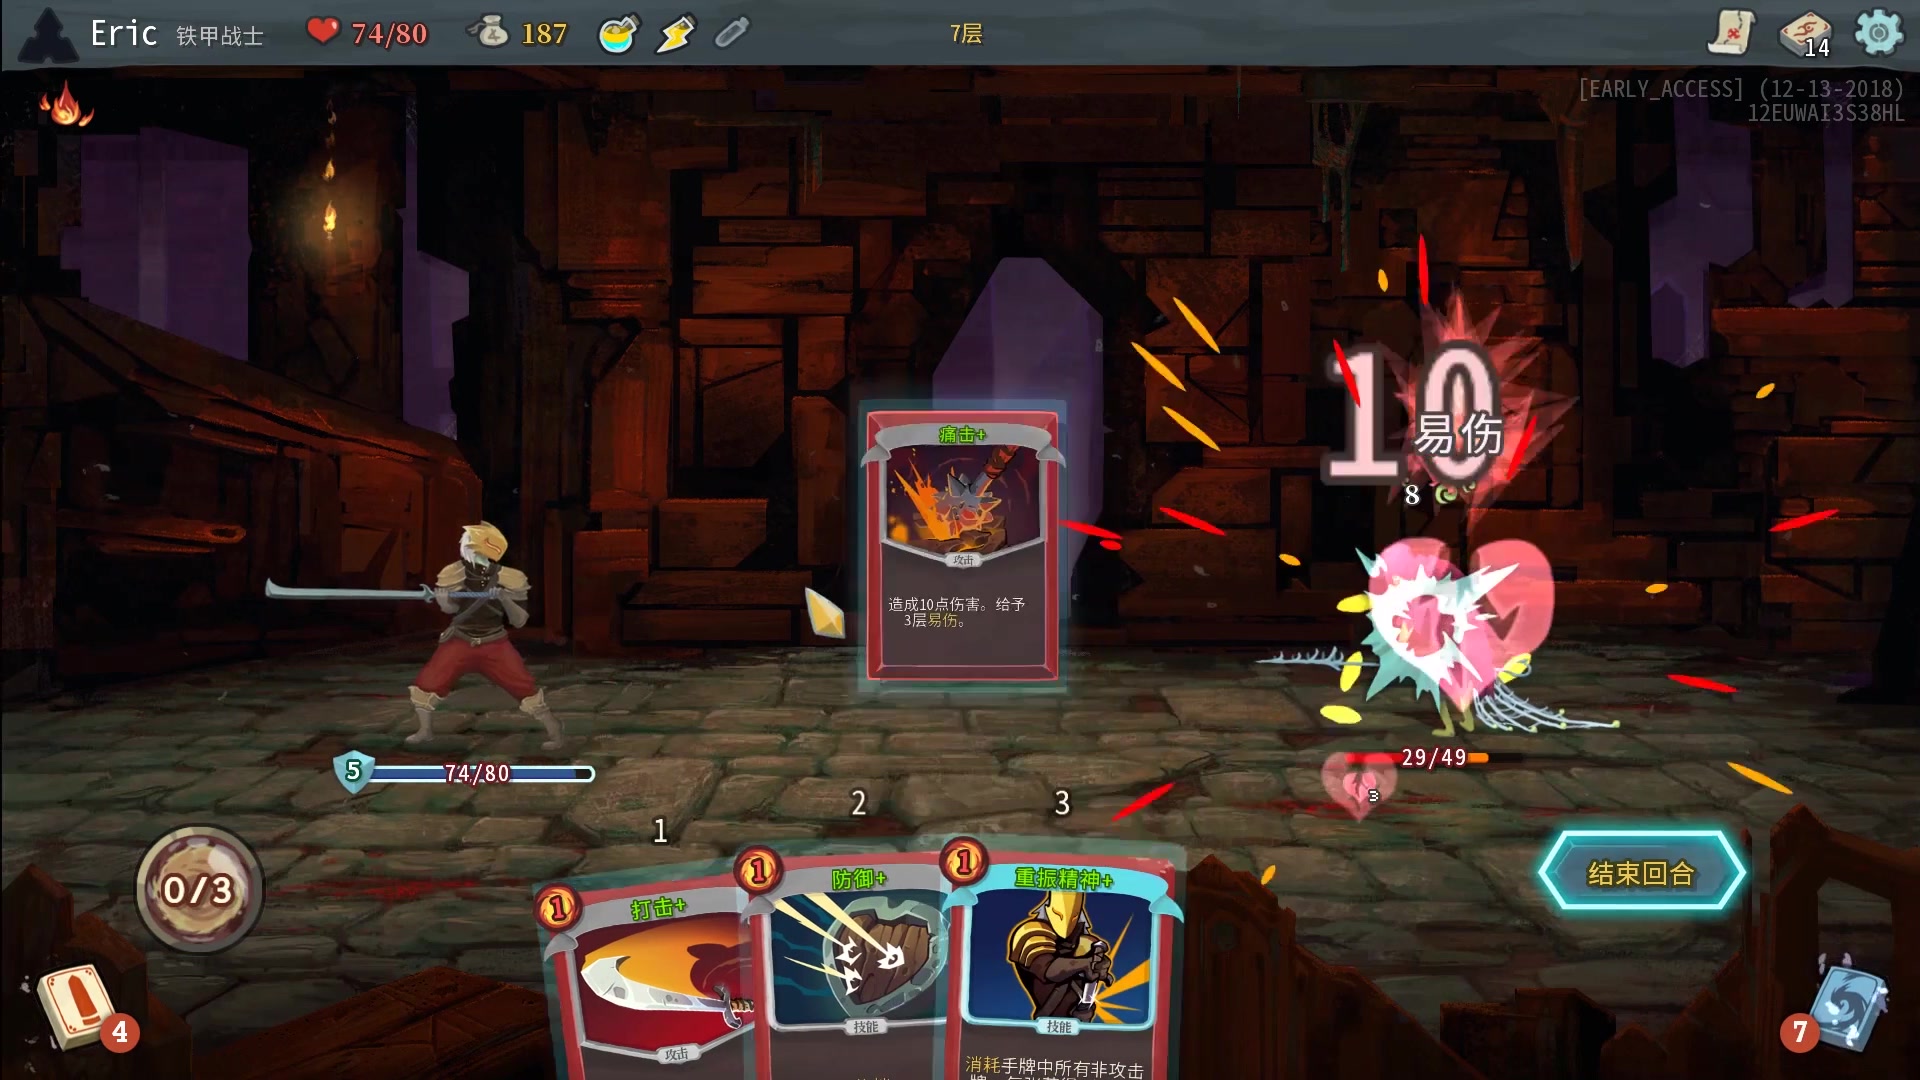 Eric 铁甲战士 74/80 187 7层 14
[EARLY_ACCESS] (12-13-2018)
12EUWAI3S38HL
10
易伤
8
痛击+
攻击
造成10点伤害。给予
3层易伤。
5 74/80
29/49
3
1 2 3
0/3
1 打击+
攻击
1 防御+
技能
1 重振精神+
技能
消耗手牌中所有非攻击
结束回合
4
7